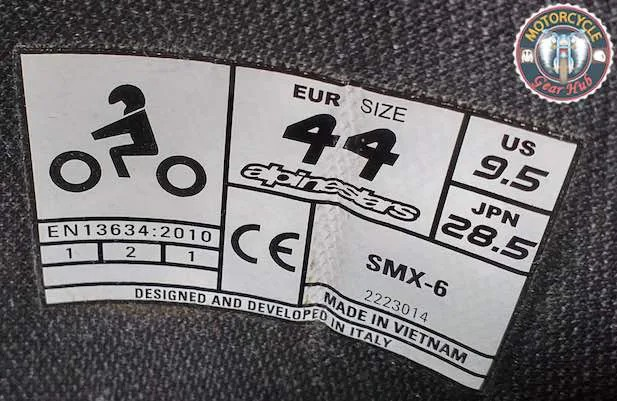 MOTORCYCLE
Gear Hub
EUR SIZE
44
alpinestars
US
9.5
JPN
28.5
EN13634:2010
1 2 1
CE
SMX-6
2223014
MADE IN VIETNAM
DESIGNED AND DEVELOPED IN ITALY